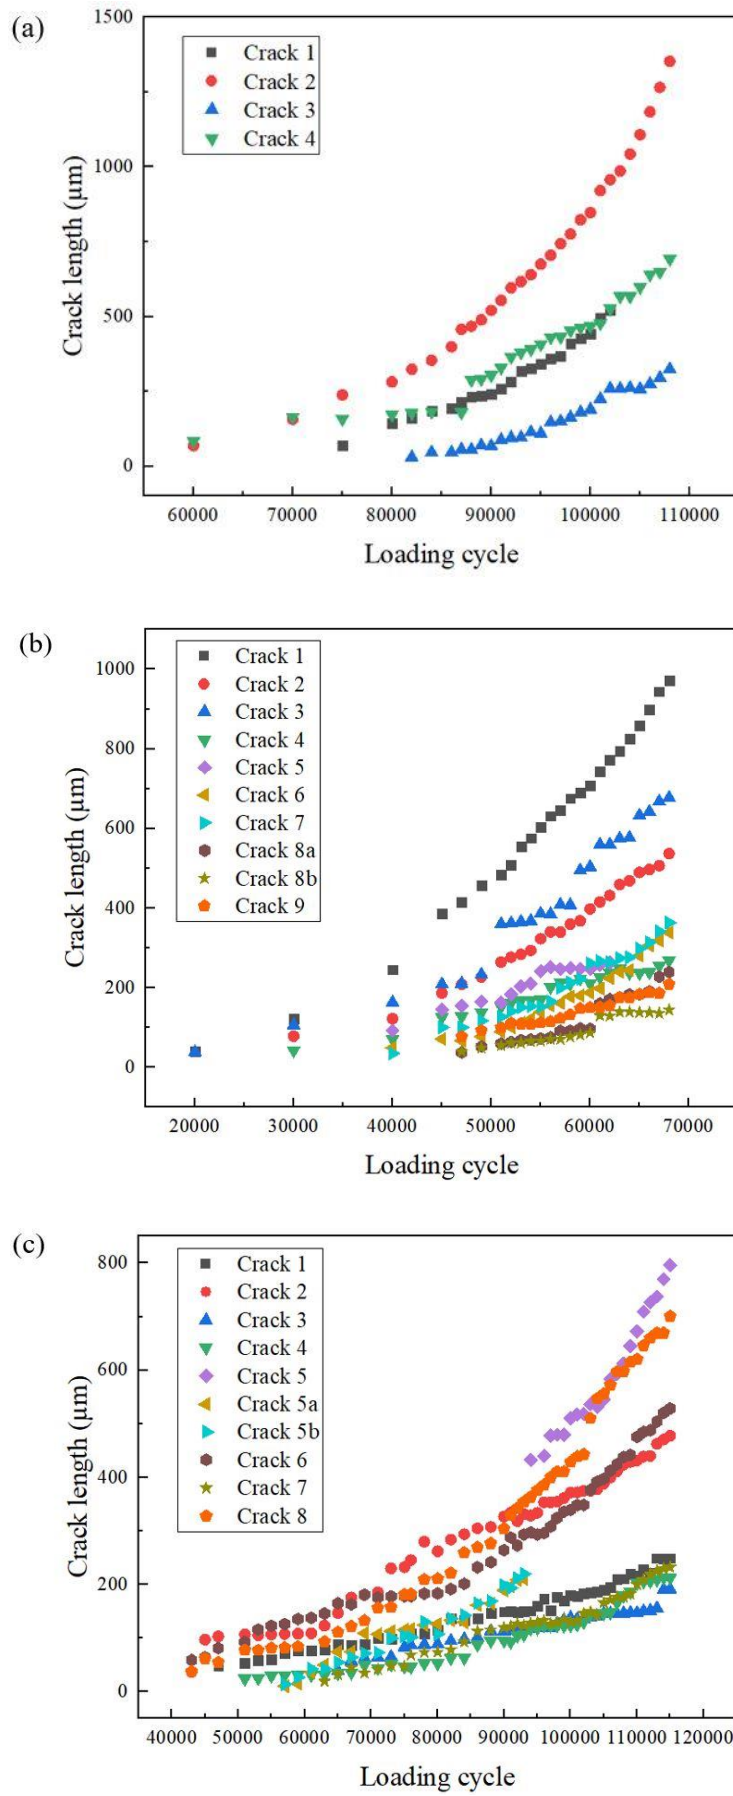 (a)
1500
1000
500
0
Crack length (µm)
Crack 1
Crack 2
Crack 3
Crack 4
60000 70000 80000 90000 100000 110000
Loading cycle
(b)
1000
800
600
400
200
0
Crack length (µm)
Crack 1
Crack 2
Crack 3
Crack 4
Crack 5
Crack 6
Crack 7
Crack 8a
Crack 8b
Crack 9
20000 30000 40000 50000 60000 70000
Loading cycle
(c)
800
600
400
200
0
Crack length (µm)
Crack 1
Crack 2
Crack 3
Crack 4
Crack 5
Crack 5a
Crack 5b
Crack 6
Crack 7
Crack 8
40000 50000 60000 70000 80000 90000 100000 110000 120000
Loading cycle